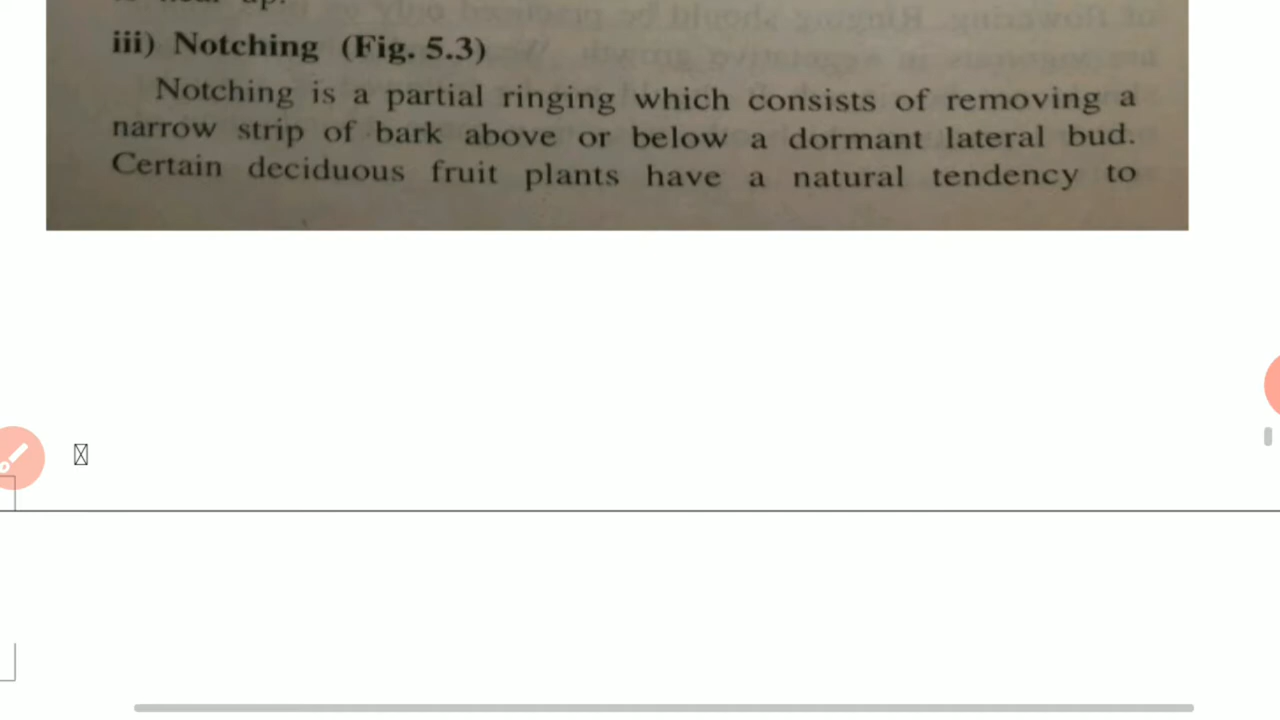 up.
iii) Notching (Fig. 5.3)
Notching is a partial ringing which consists of removing a
narrow strip of bark above or below a dormant lateral bud.
Certain deciduous fruit plants have a natural tendency to